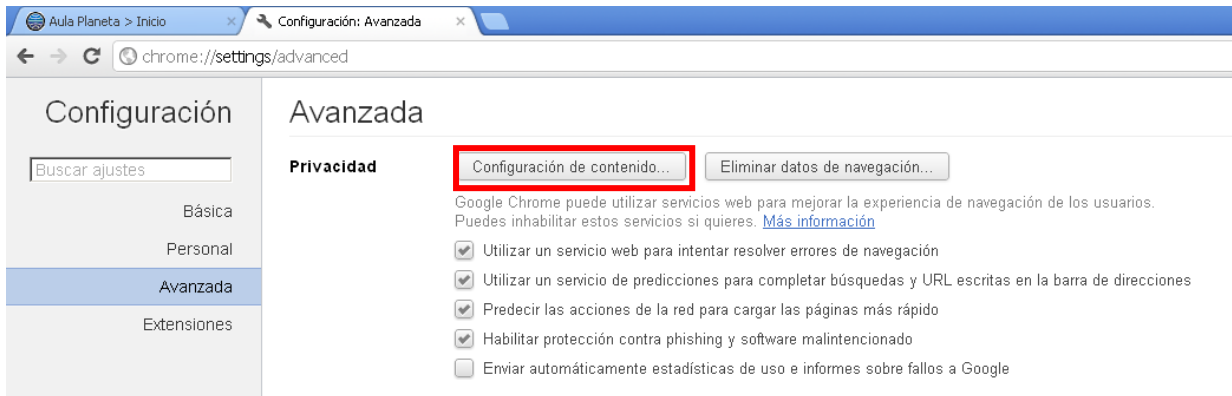 Aula Planeta > Inicio
Configuración: Avanzada
chrome://settings/advanced
Configuración
Buscar ajustes
Básica
Personal
Avanzada
Extensiones
Avanzada
Privacidad
Configuración de contenido...
Eliminar datos de navegación...
Google Chrome puede utilizar servicios web para mejorar la experiencia de navegación de los usuarios.
Puedes inhabilitar estos servicios si quieres. Más información
Utilizar un servicio web para intentar resolver errores de navegación
Utilizar un servicio de predicciones para completar búsquedas y URL escritas en la barra de direcciones
Predecir las acciones de la red para cargar las páginas más rápido
Habilitar protección contra phishing y software malintencionado
Enviar automáticamente estadísticas de uso e informes sobre fallos a Google